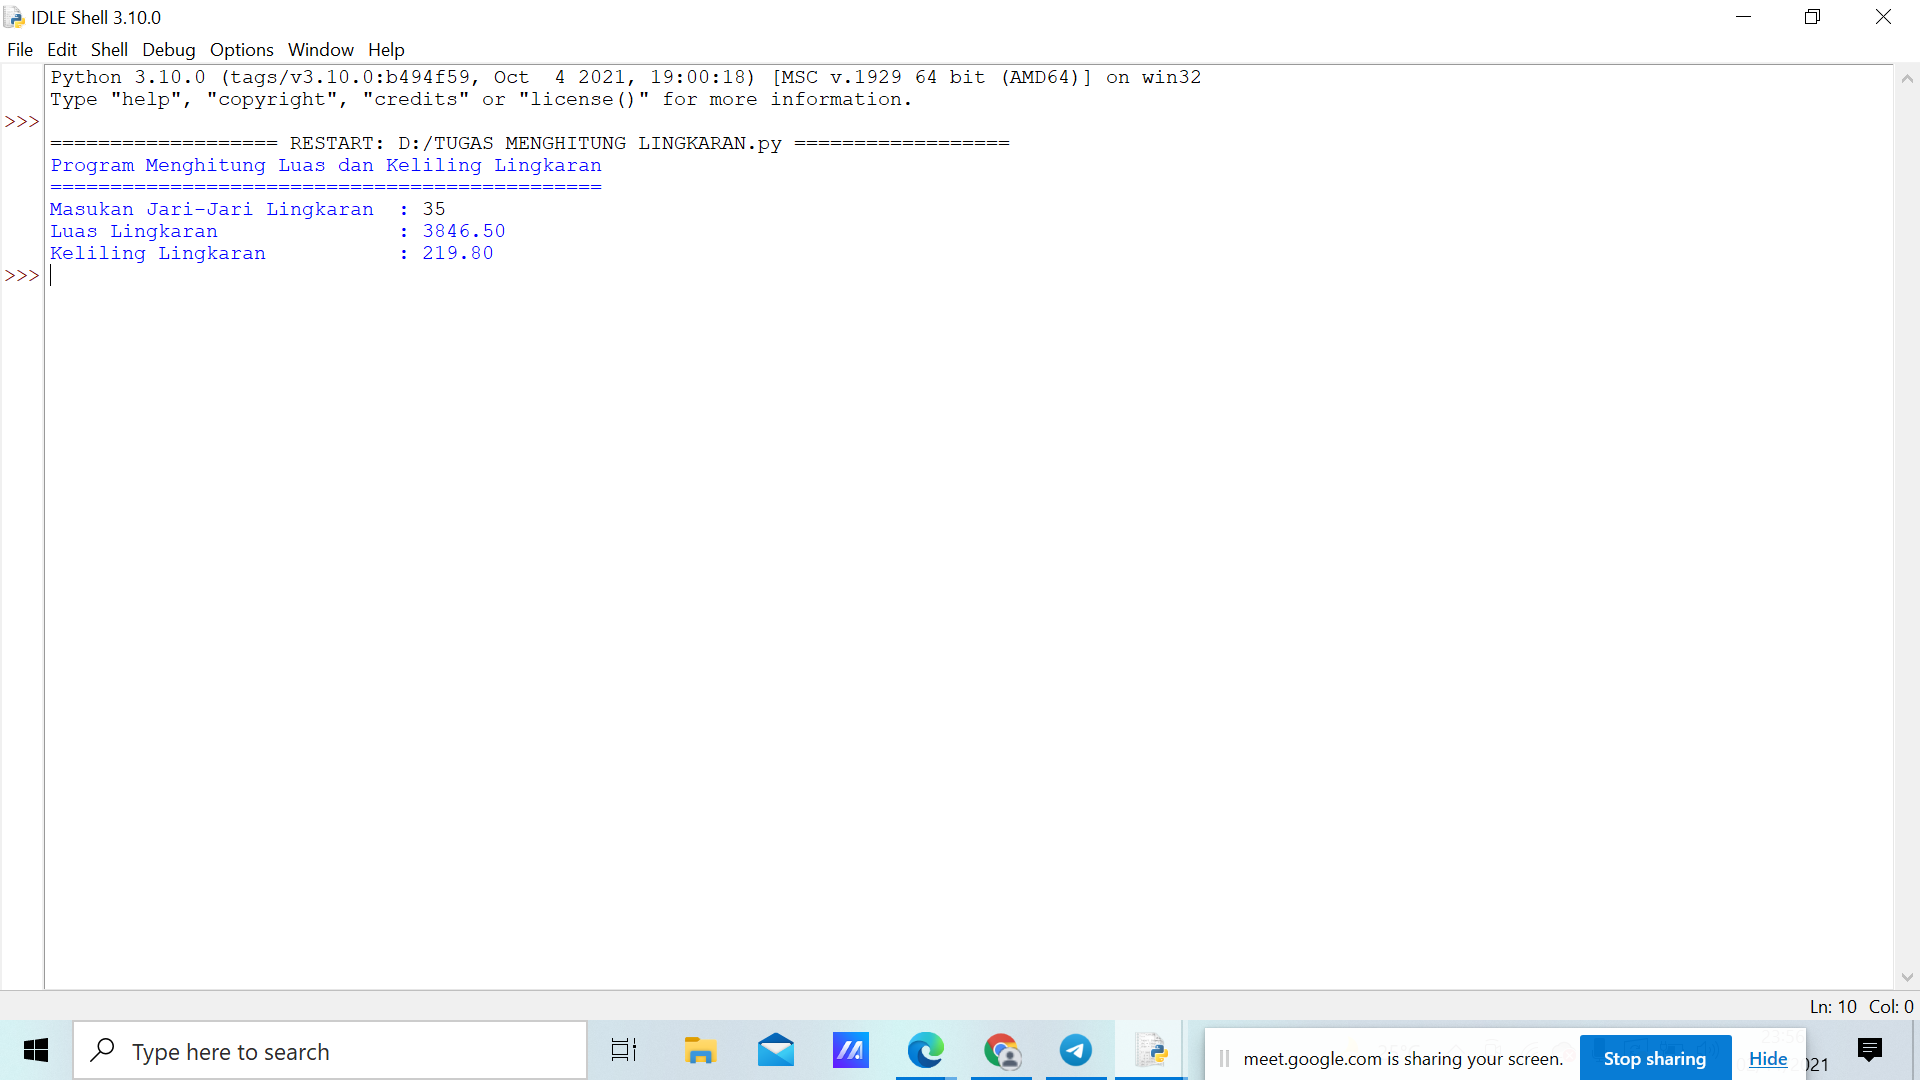 IDLE Shell 3.10.0
File Edit Shell Debug Options Window Help
Python 3.10.0 (tags/v3.10.0:b494f59, Oct  4 2021, 19:00:18) [MSC v.1929 64 bit (AMD64)] on win32
Type "help", "copyright", "credits" or "license()" for more information.
>>>
=================== RESTART: D:/TUGAS MENGHITUNG LINGKARAN.py ==================
Program Menghitung Luas dan Keliling Lingkaran
==============================================
Masukan Jari-Jari Lingkaran  : 35
Luas Lingkaran               : 3846.50
Keliling Lingkaran           : 219.80
>>>
Ln: 10 Col: 0
Type here to search
meet.google.com is sharing your screen. Stop sharing Hide
021